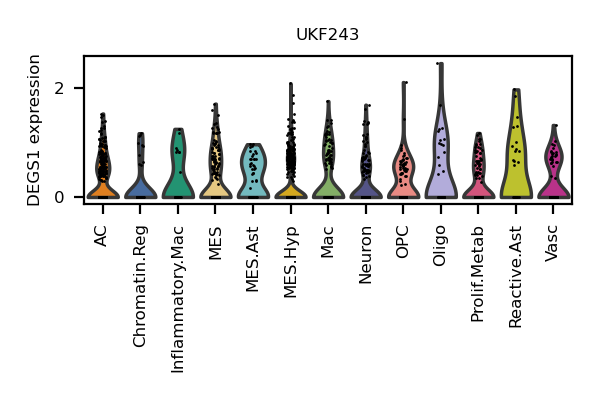 UKF243
DEGS1 expression
2
0
AC
Chromatin.Reg
Inflammatory.Mac
MES
MES.Ast
MES.Hyp
Mac
Neuron
OPC
Oligo
Prolif.Metab
Reactive.Ast
Vasc